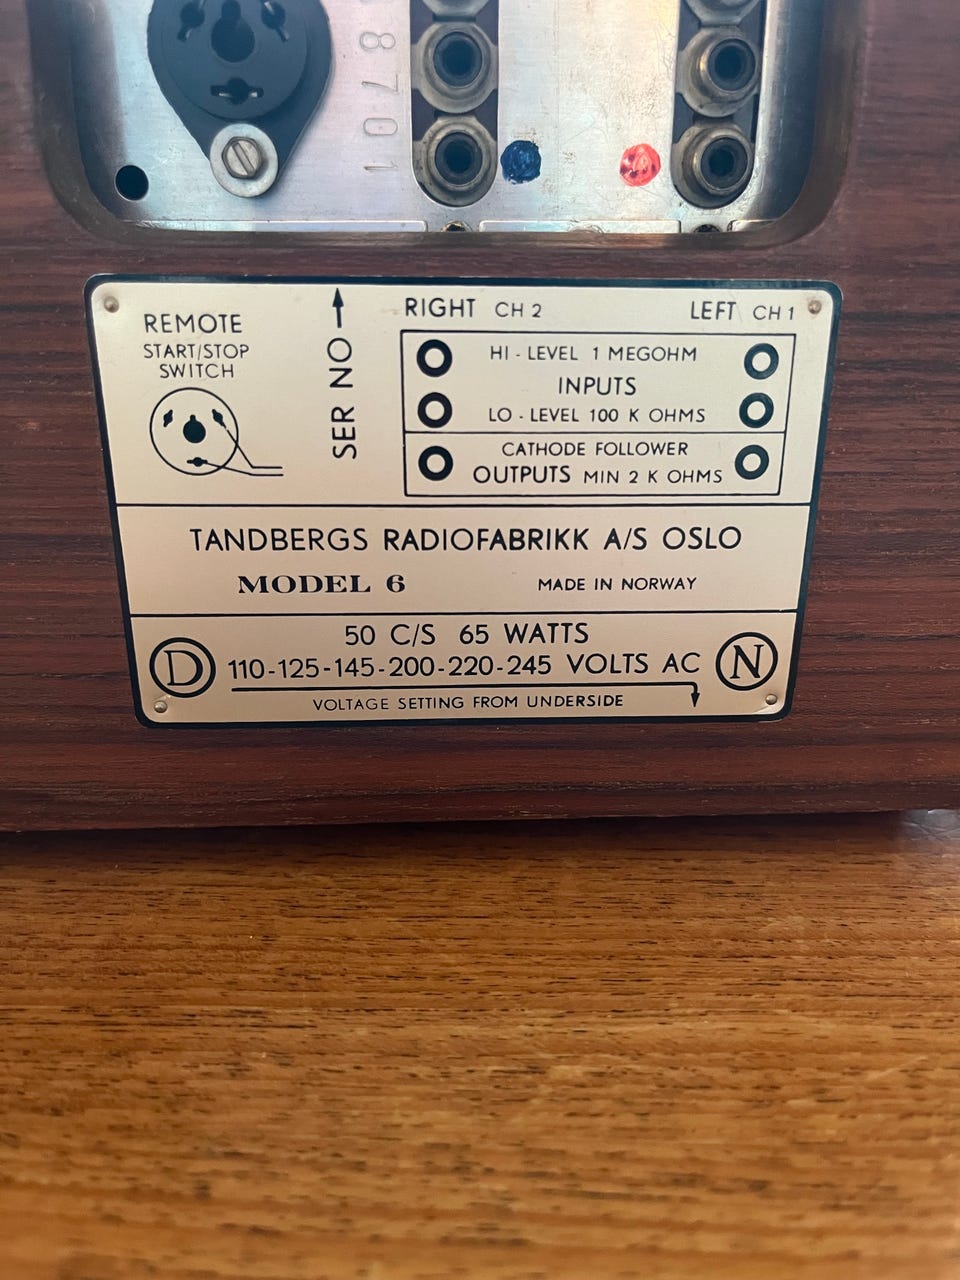 8701
REMOTE
START/STOP
SWITCH
SER NO
RIGHT CH 2
LEFT CH 1
HI-LEVEL 1 MEGOHM
INPUTS
LO-LEVEL 100 K OHMS
CATHODE FOLLOWER
OUTPUTS MIN 2 K OHMS
TANDBERGS RADIOFABRIKK A/S OSLO
MODEL 6 MADE IN NORWAY
50 C/S 65 WATTS
D 110-125-145-200-220-245 VOLTS AC N
VOLTAGE SETTING FROM UNDERSIDE